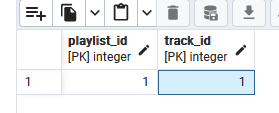 playlist_id track_id
[PK] integer [PK] integer
1 1 1